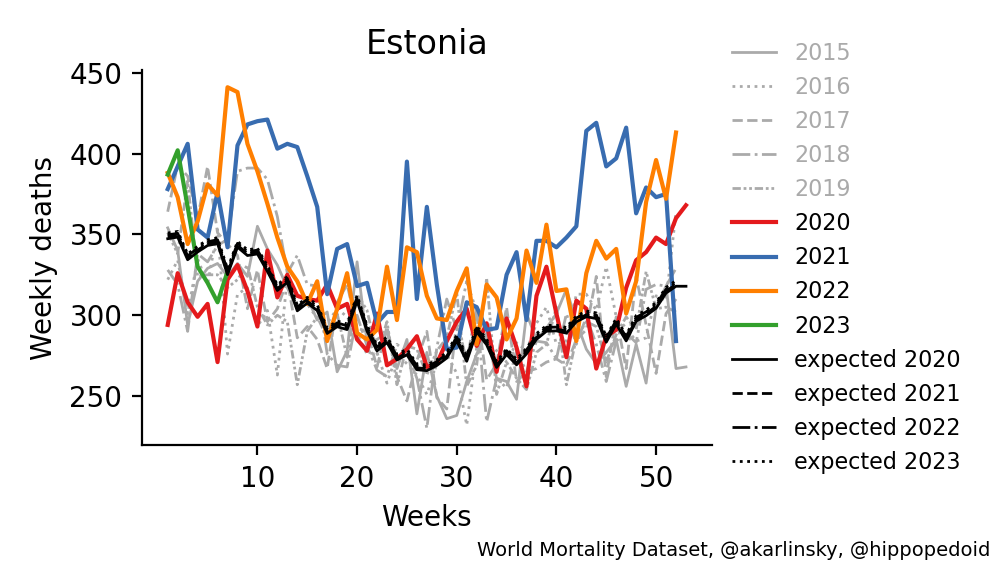 Estonia
Weekly deaths
450
400
350
300
250
10 20 30 40 50
Weeks
2015
2016
2017
2018
2019
2020
2021
2022
2023
expected 2020
expected 2021
expected 2022
expected 2023
World Mortality Dataset, @akarlinsky, @hippopedoid